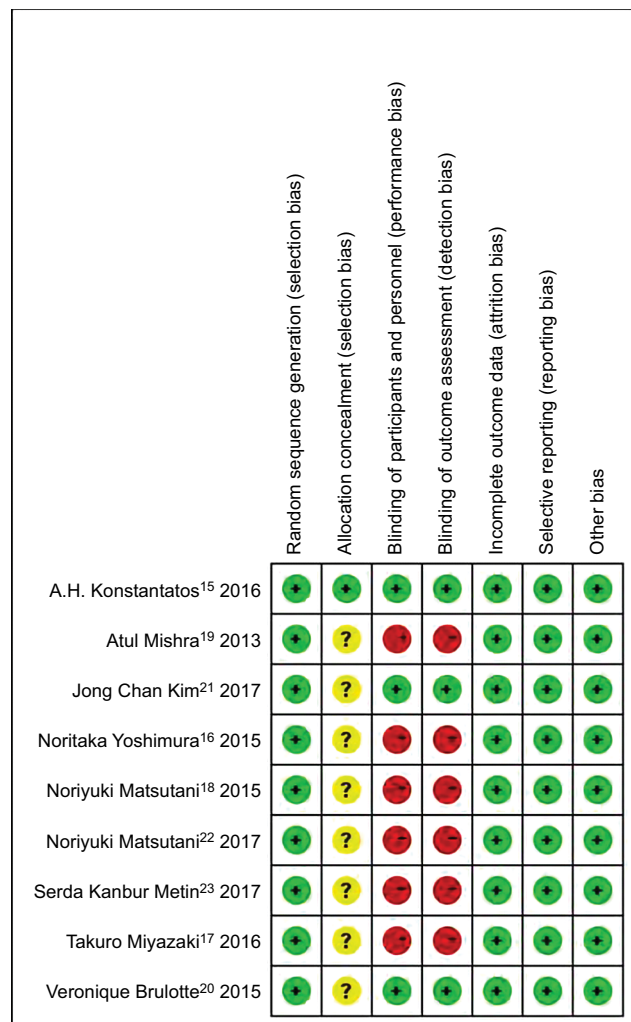 Random sequence generation (selection bias)
Allocation concealment (selection bias)
Blinding of participants and personnel (performance bias)
Blinding of outcome assessment (detection bias)
Incomplete outcome data (attrition bias)
Selective reporting (reporting bias)
Other bias
A.H. Konstantatos¹⁵ 2016 + + + + + + +
Atul Mishra¹⁹ 2013 + ? - - + + +
Jong Chan Kim²¹ 2017 + ? + + + + +
Noritaka Yoshimura¹⁶ 2015 + ? - - + + +
Noriyuki Matsutani¹⁸ 2015 + ? - - + + +
Noriyuki Matsutani²² 2017 + ? - - + + +
Serda Kanbur Metin²³ 2017 + ? - - + + +
Takuro Miyazaki¹⁷ 2016 + ? - - + + +
Veronique Brulotte²⁰ 2015 + ? + + + + +